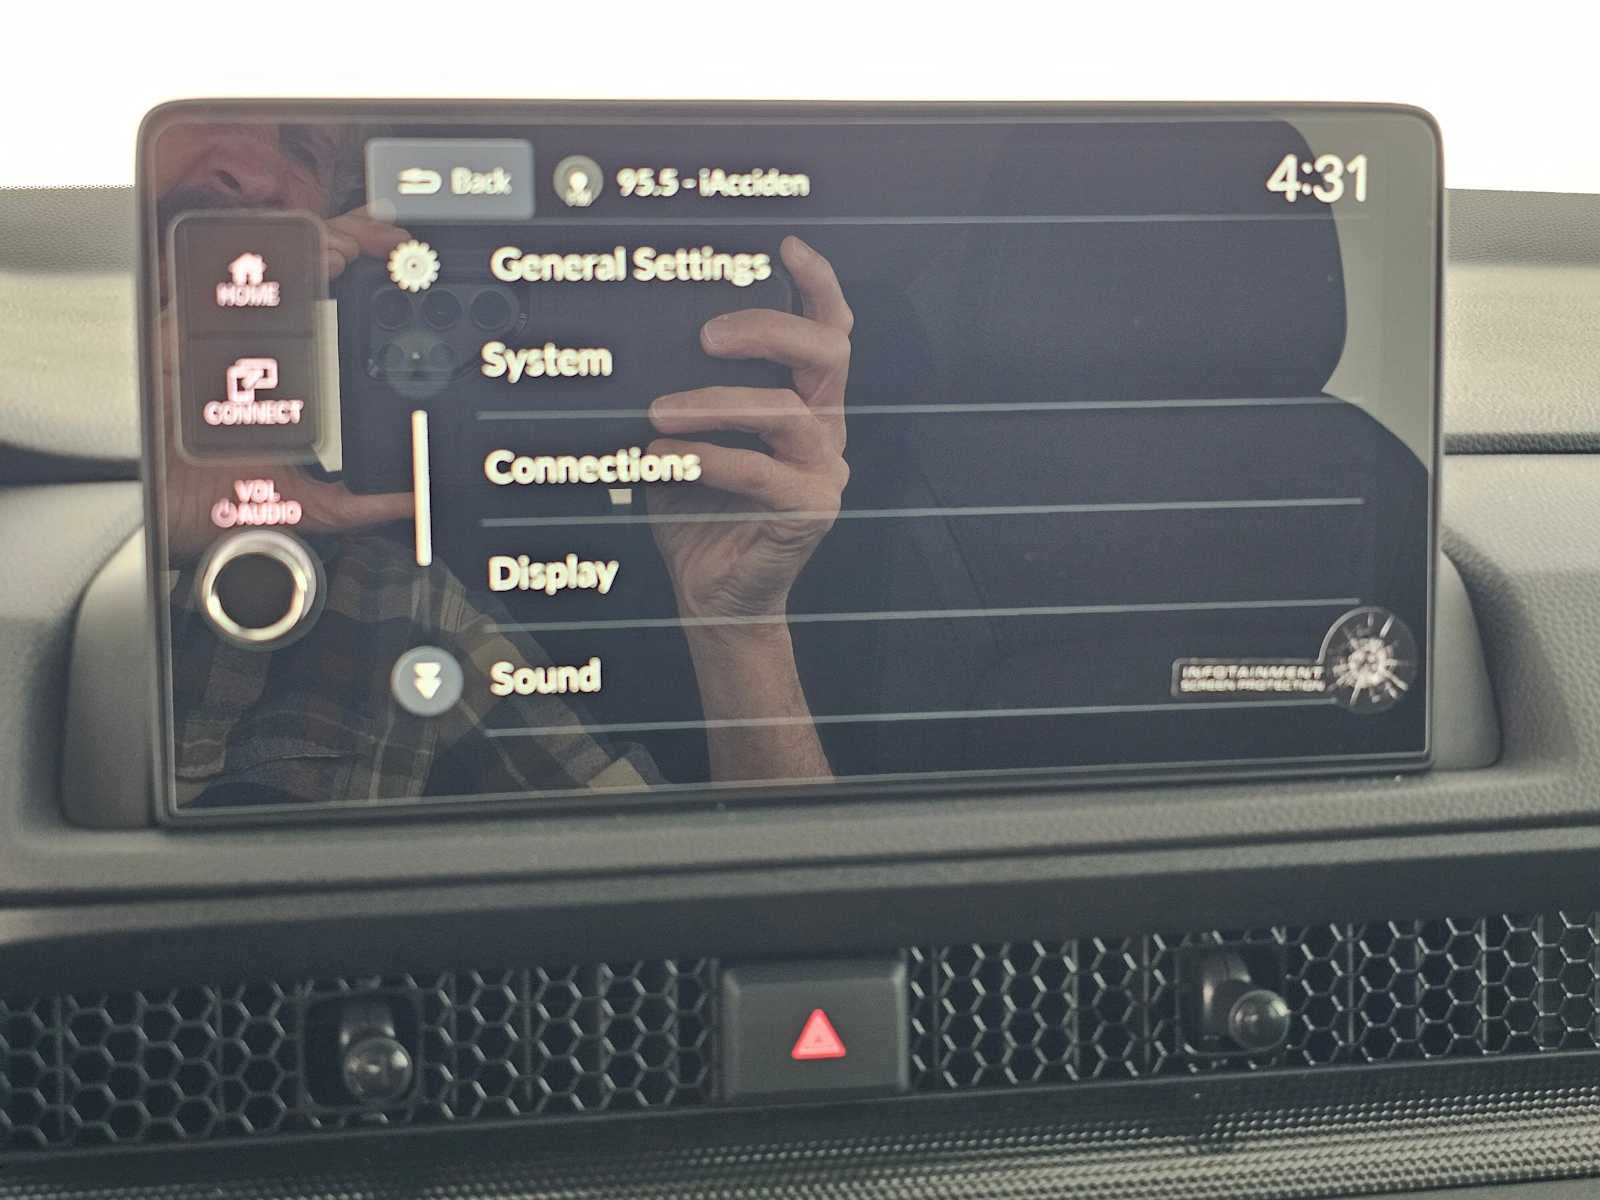 Back
95.5 - iAcciden
4:31
HOME
General Settings
System
CONNECT
Connections
VOL
AUDIO
Display
Sound
INFOTAINMENT
SCREEN PROTECTION